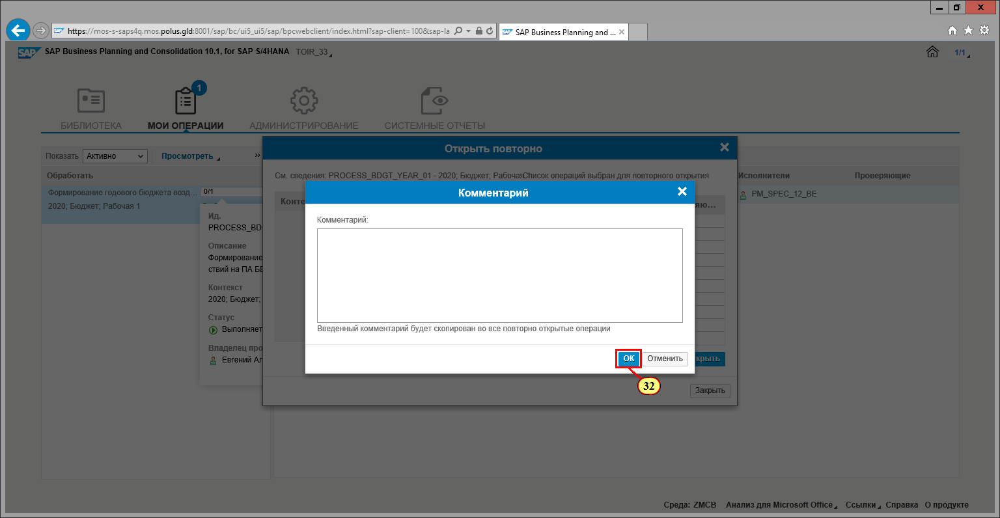 https://mos-s-saps4q.mos.polus.gld:8001/sap/bc/ui5_ui5/sap/bpcwebclient/index.html?sap-client=100&sap-la
SAP Business Planning and ...
SAP Business Planning and Consolidation 10.1, for SAP S/4HANA TOIR_33
1/1
1
БИБЛИОТЕКА МОИ ОПЕРАЦИИ АДМИНИСТРИРОВАНИЕ СИСТЕМНЫЕ ОТЧЕТЫ
Показать Активно Просмотреть »
Обработать
Формирование годового бюджета возд... 0/1
2020; Бюджет; Рабочая 1
Ид.
PROCESS_BD
Описание
Формирование
ствий на ПА БЕ
Контекст
2020; Бюджет;
Статус
Выполняет
Владелец про
Евгений Ал
Открыть повторно
См. сведения: PROCESS_BDGT_YEAR_01 - 2020; Бюджет; Рабочая
Список операций выбран для повторного открытия
Конте
яю...
Исполнители Проверяющие
PM_SPEC_12_BE
Комментарий
Комментарий:
Введенный комментарий будет скопирован во все повторно открытые операции
ОК Отменить
крыть
32
Закрыть
Среда: ZMCB Анализ для Microsoft Office Ссылки Справка О продукте